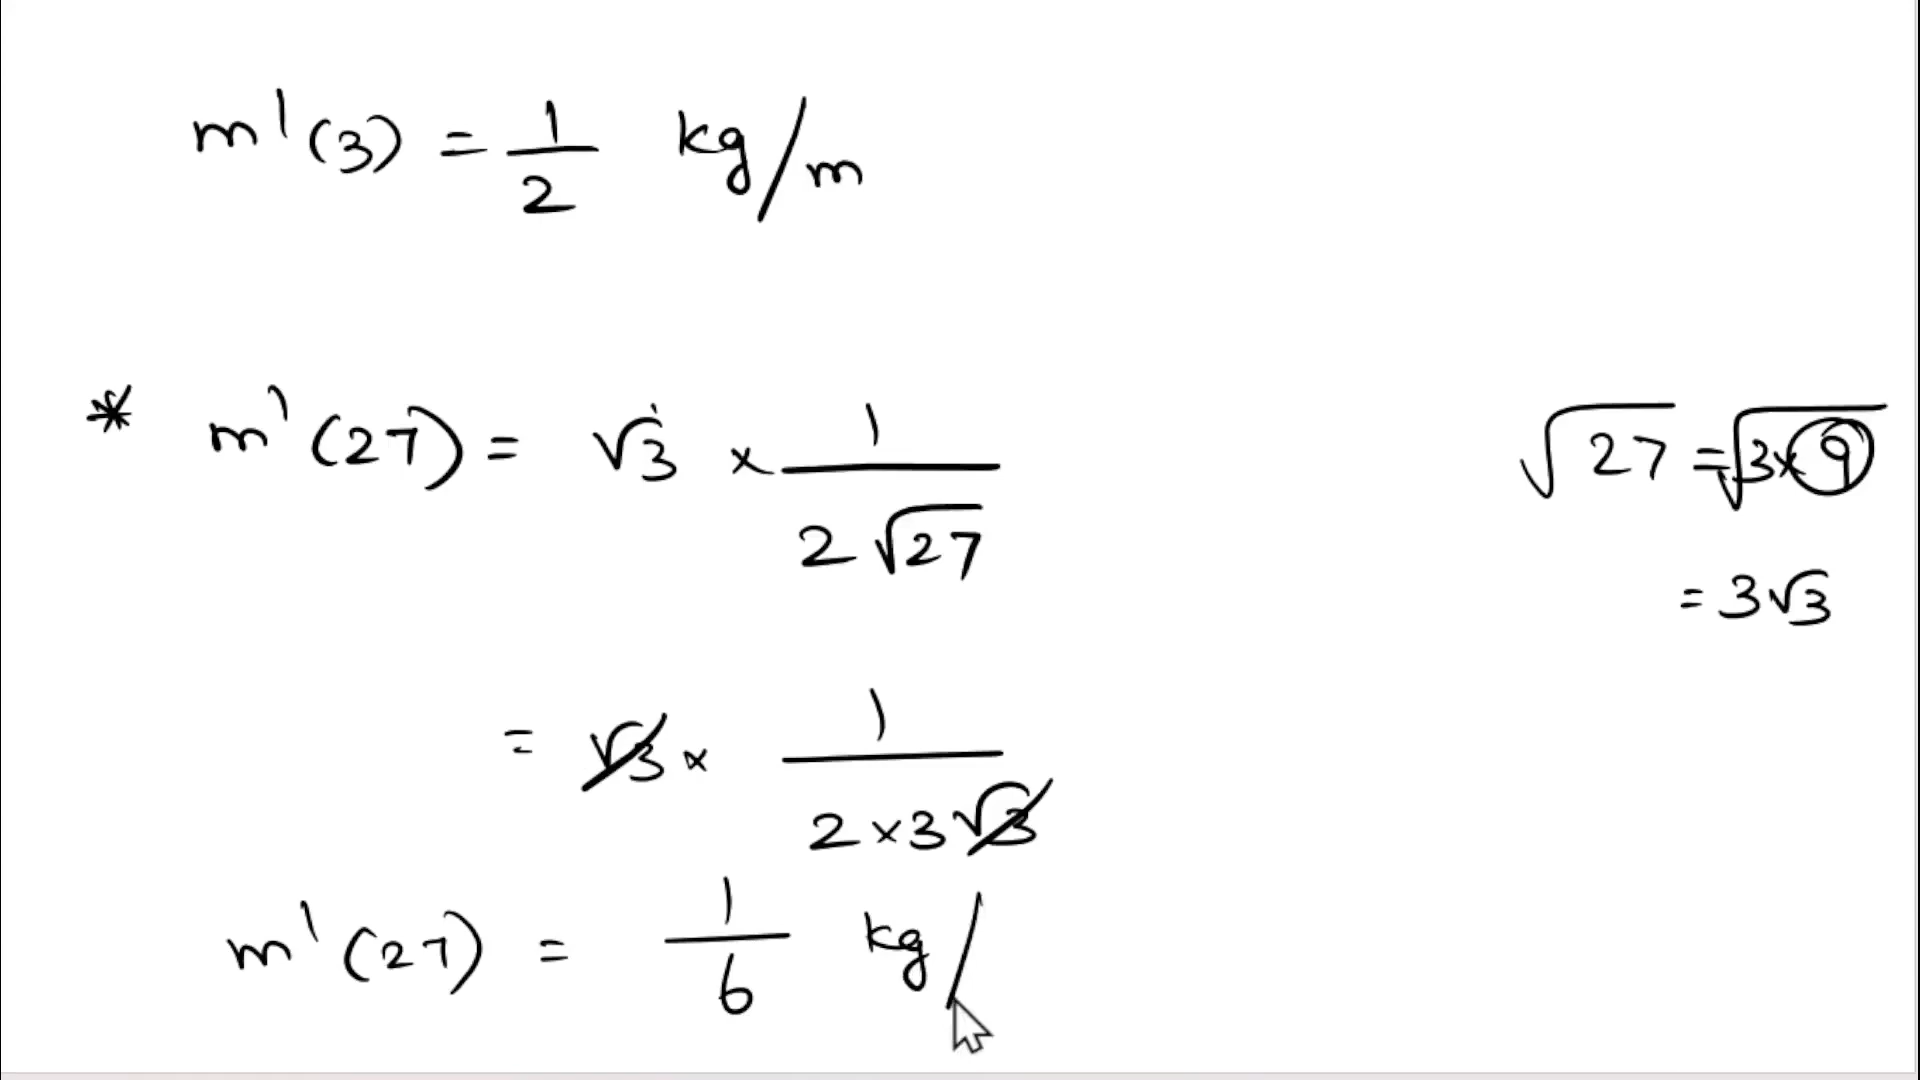 m'(3) = 1/2 kg/m
* m'(27) = √3 × 1/(2√27)
√27 = √(3×9)
= 3√3
= √3 × 1/(2×3√3)
m'(27) = 1/6 kg/